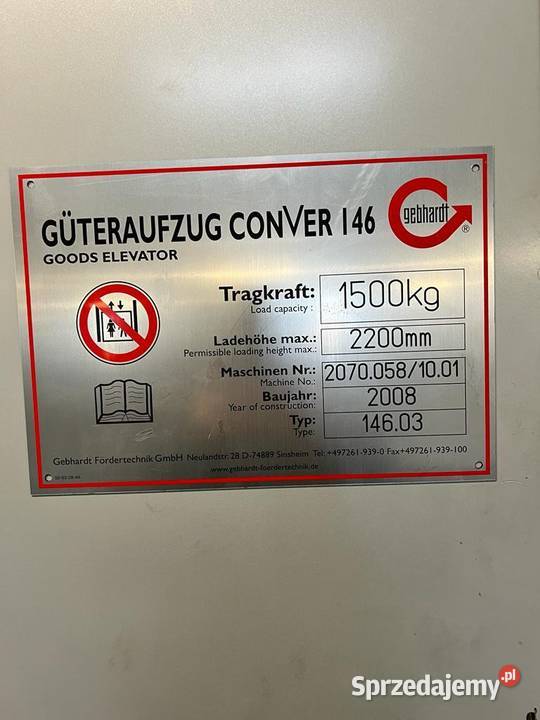 GÜTERAUFZUG CONVER 146
GOODS ELEVATOR
gebhardt
®
Tragkraft: 1500kg
Load capacity :
Ladehöhe max.: 2200mm
Permissible loading height max.:
Maschinen Nr.: 2070.058/10.01
Machine No.:
Baujahr: 2008
Year of construction:
Typ: 146.03
Type:
Gebhardt Fördertechnik GmbH Neulandstr. 28 D-74889 Sinsheim Tel: +497261-939-0 Fax+497261-939-100
www.gebhardt-foerdertechnik.de
Sprzedajemy.pl